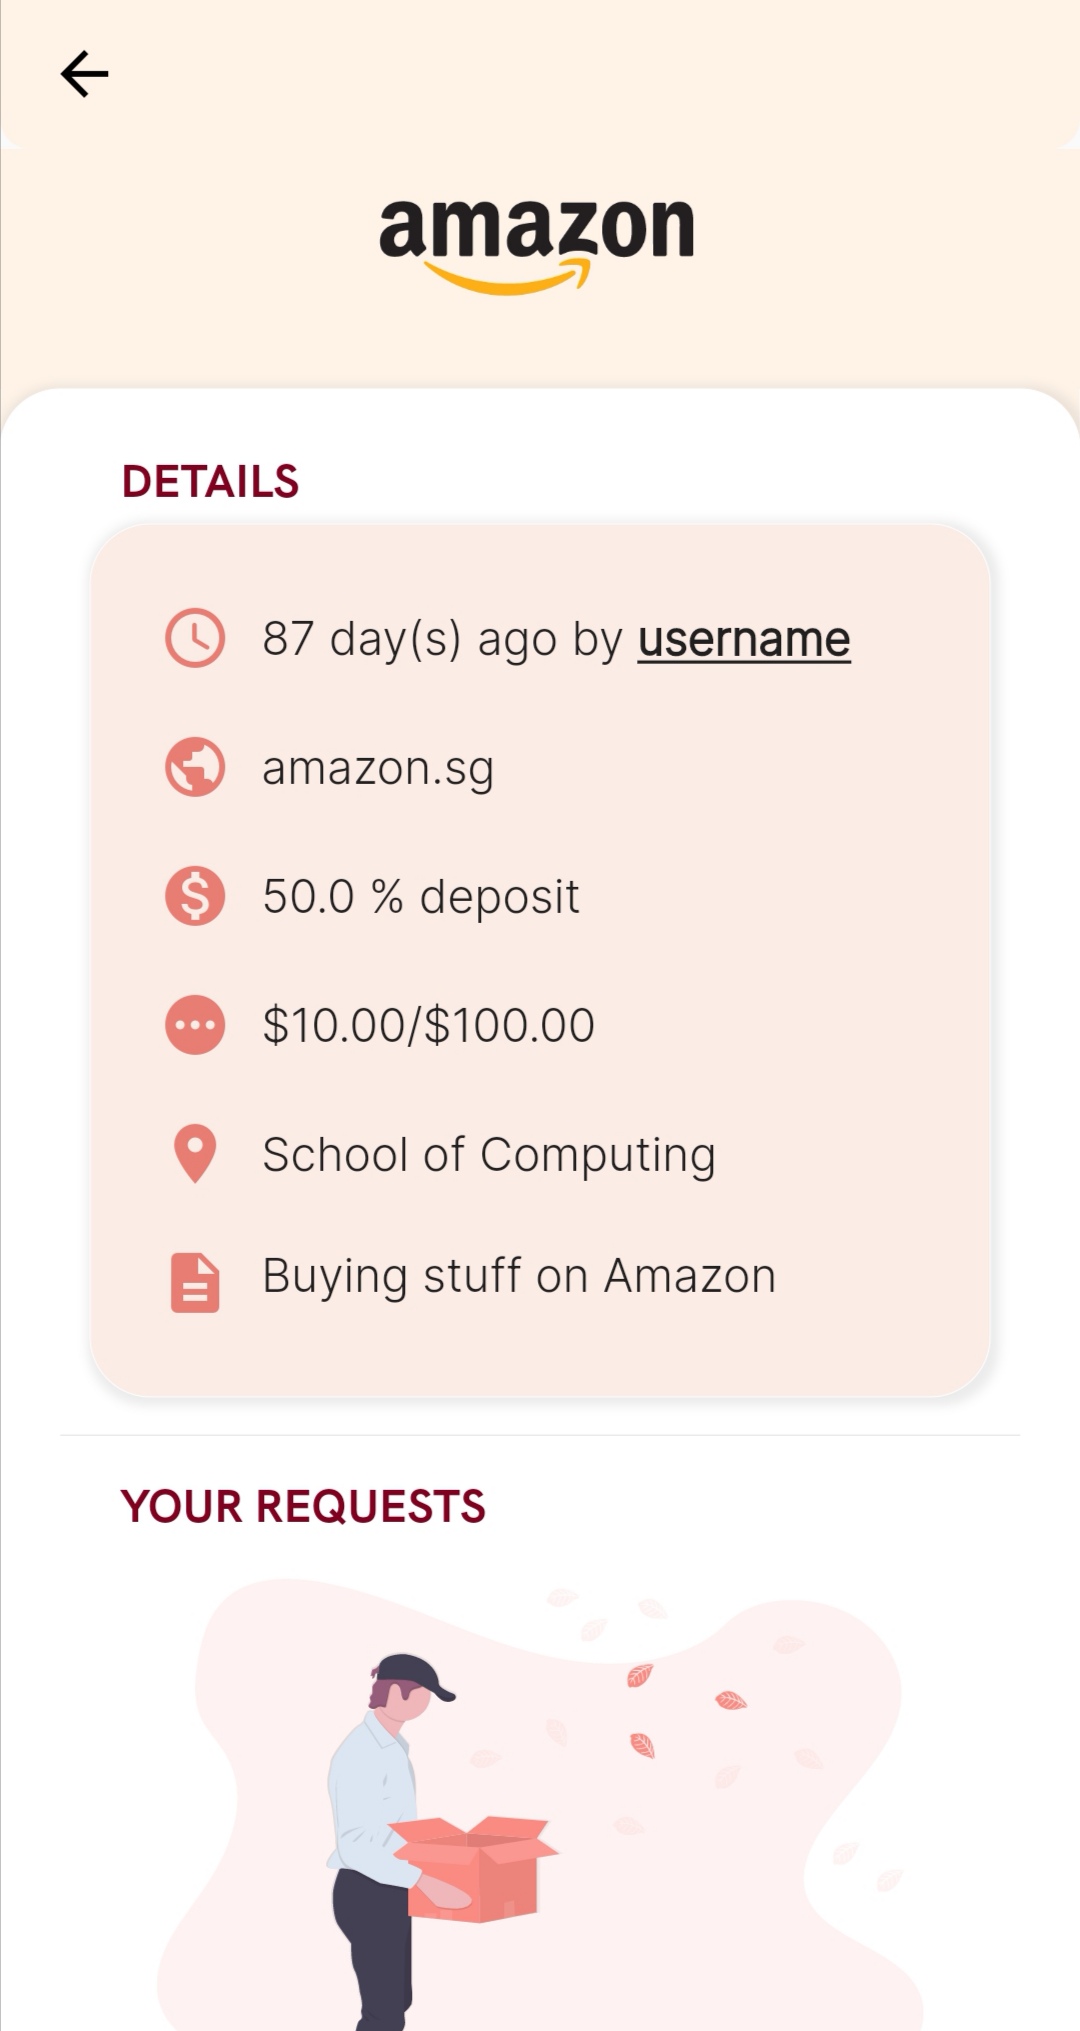 amazon
DETAILS
87 day(s) ago by username
amazon.sg
50.0 % deposit
$10.00/$100.00
School of Computing
Buying stuff on Amazon
YOUR REQUESTS